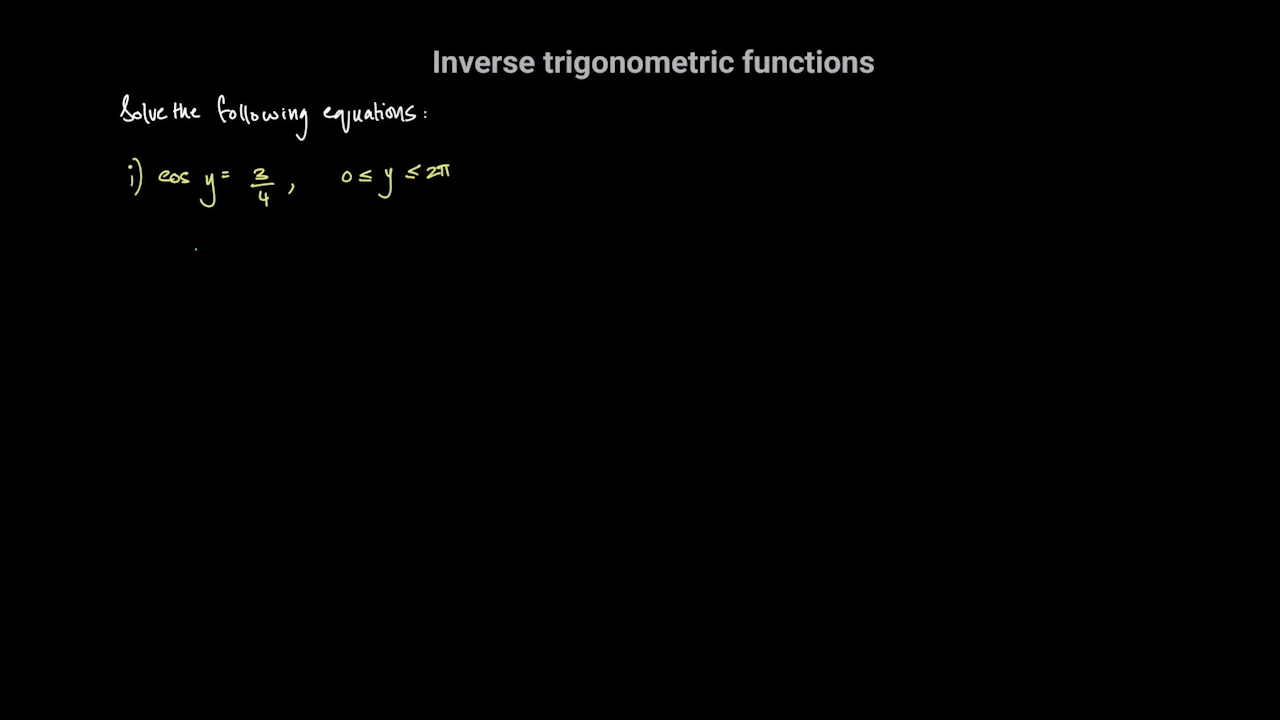 Inverse trigonometric functions
Solve the following equations:
i) cos y = 3/4 , 0 ≤ y ≤ 2π